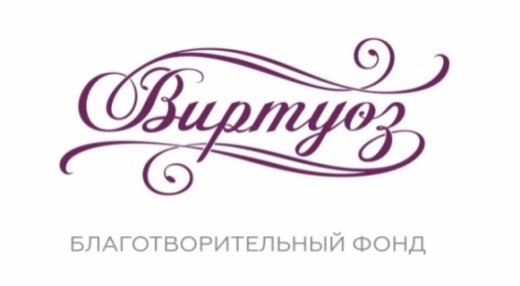 Виртуоз
БЛАГОТВОРИТЕЛЬНЫЙ ФОНД